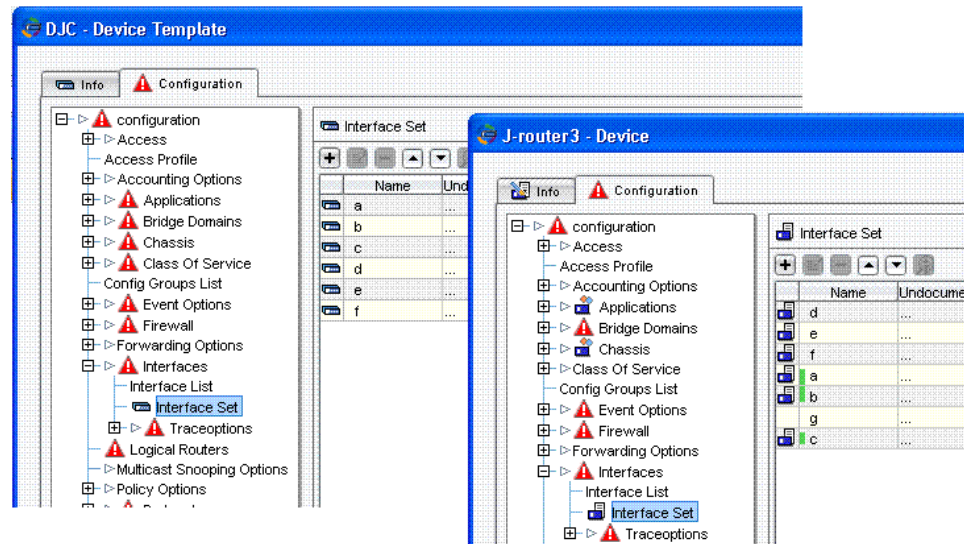 DJC - Device Template
Info
Configuration
configuration
Access
Access Profile
Accounting Options
Applications
Bridge Domains
Chassis
Class Of Service
Config Groups List
Event Options
Firewall
Forwarding Options
Interfaces
Interface List
Interface Set
Traceoptions
Logical Routers
Multicast Snooping Options
Policy Options
Interface Set
Name Und
a ...
b ...
c ...
d ...
e ...
f ...
J-router3 - Device
Info
Configuration
configuration
Access
Access Profile
Accounting Options
Applications
Bridge Domains
Chassis
Class Of Service
Config Groups List
Event Options
Firewall
Forwarding Options
Interfaces
Interface List
Interface Set
Traceoptions
Interface Set
Name Undocume
d ...
e ...
f ...
a ...
b ...
g ...
c ...